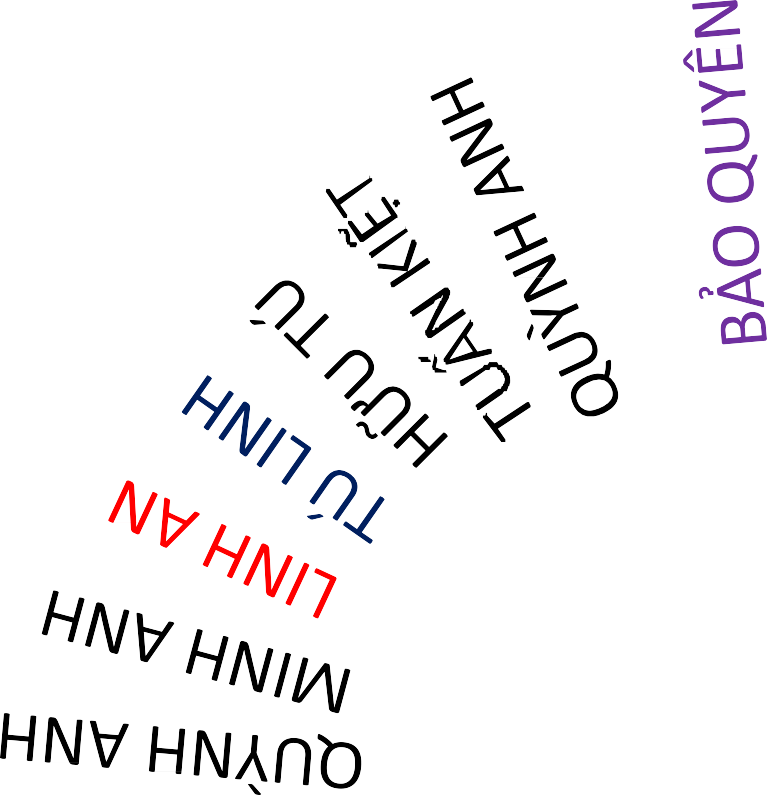 BẢO QUYÊN
QUỲNH ANH
TUẤN KIỆT
HỮU TÚ
TÚ LINH
LINH AN
MINH ANH
QUỲNH ANH